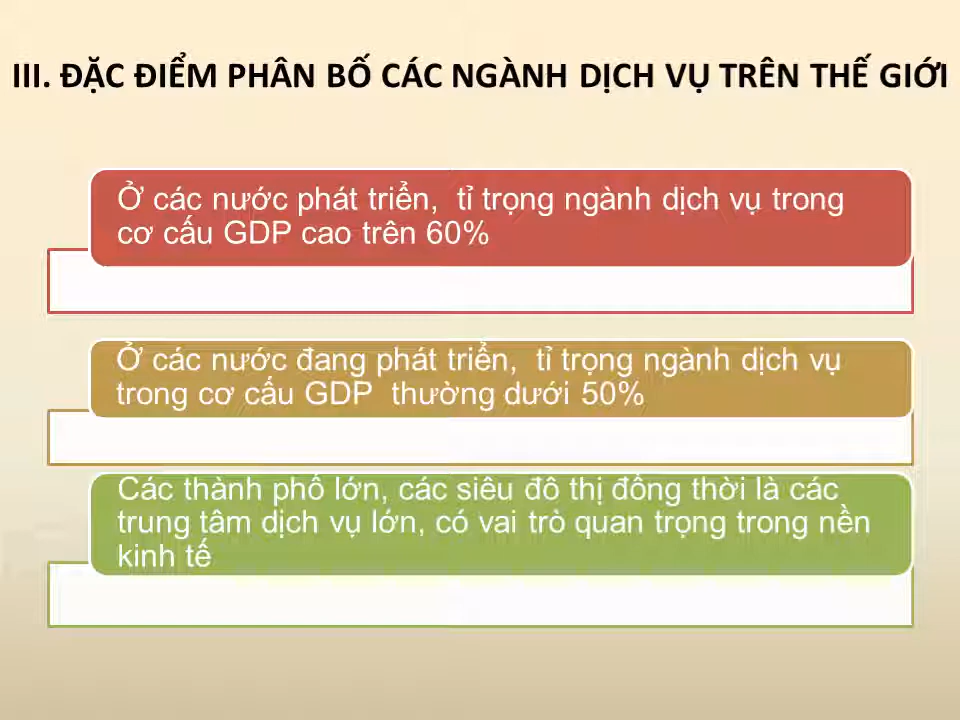 III. ĐẶC ĐIỂM PHÂN BỐ CÁC NGÀNH DỊCH VỤ TRÊN THẾ GIỚI
Ở các nước phát triển, tỉ trọng ngành dịch vụ trong
cơ cấu GDP cao trên 60%
Ở các nước đang phát triển, tỉ trọng ngành dịch vụ
trong cơ cấu GDP thường dưới 50%
Các thành phố lớn, các siêu đô thị đồng thời là các
trung tâm dịch vụ lớn, có vai trò quan trọng trong nền
kinh tế